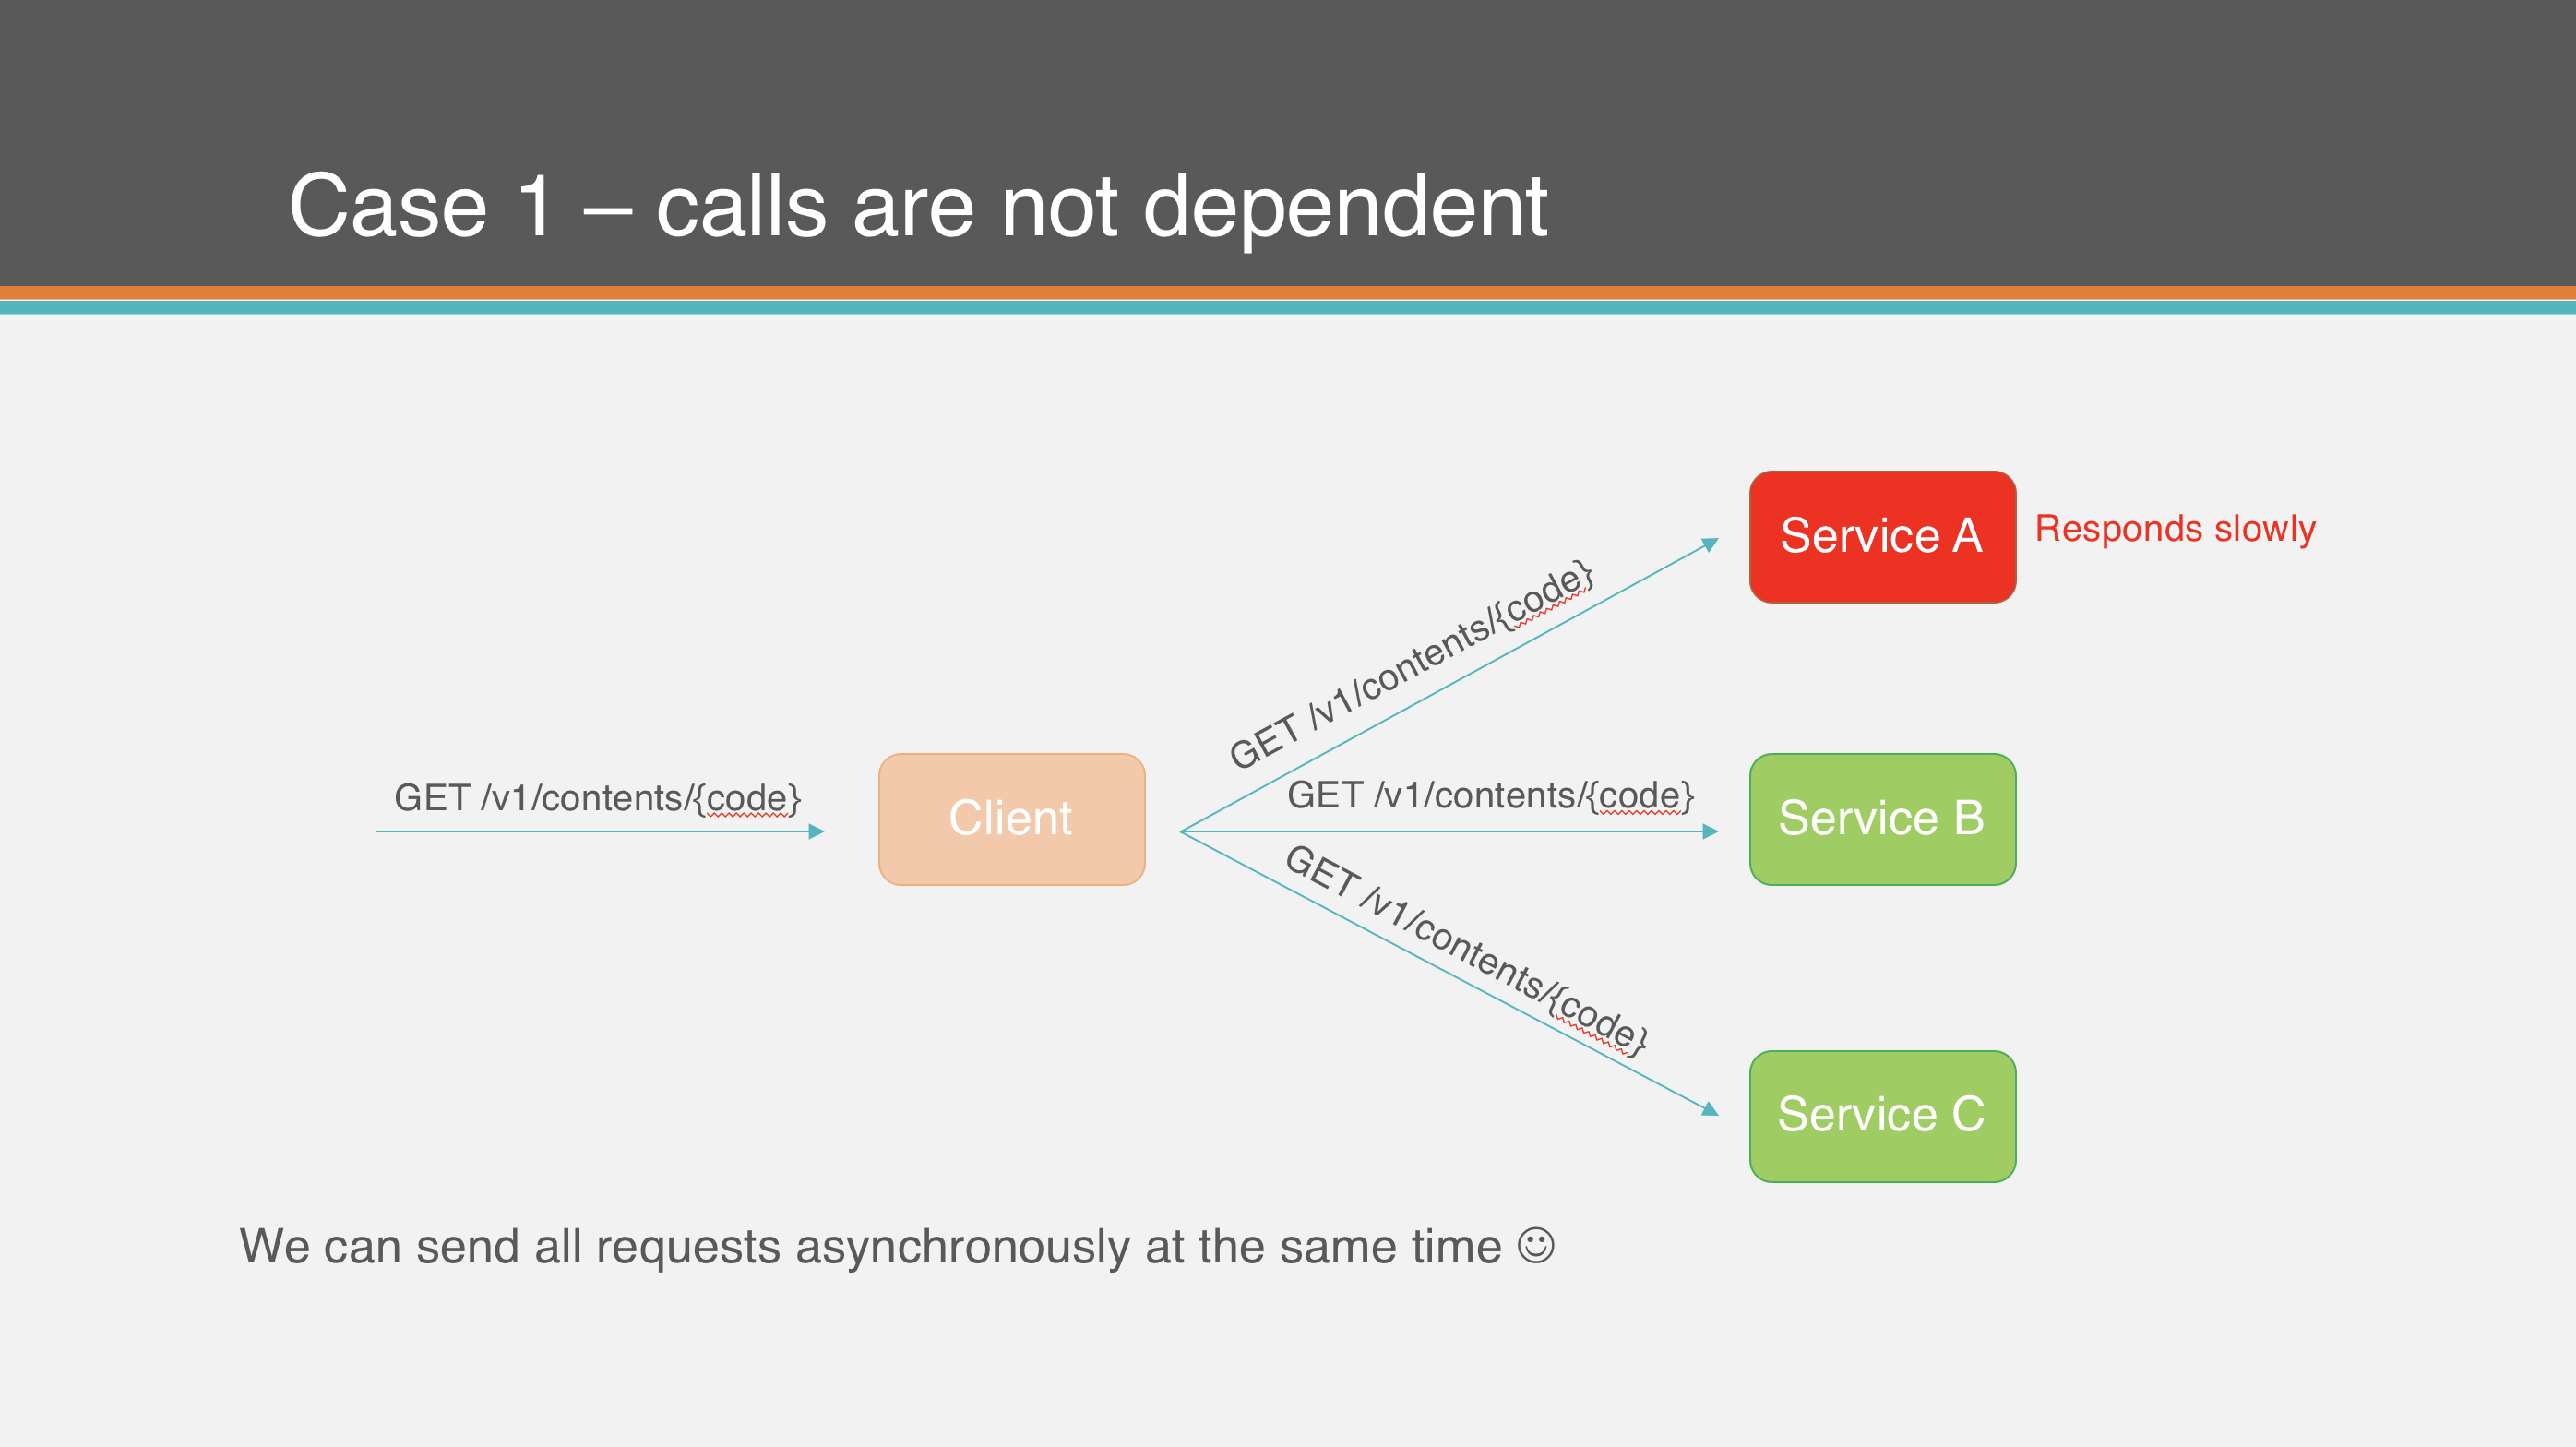 Case 1 – calls are not dependent
Service A
Responds slowly
GET /v1/contents/{code}
GET /v1/contents/{code}
Client
GET /v1/contents/{code}
Service B
GET /v1/contents/{code}
Service C
We can send all requests asynchronously at the same time ☺